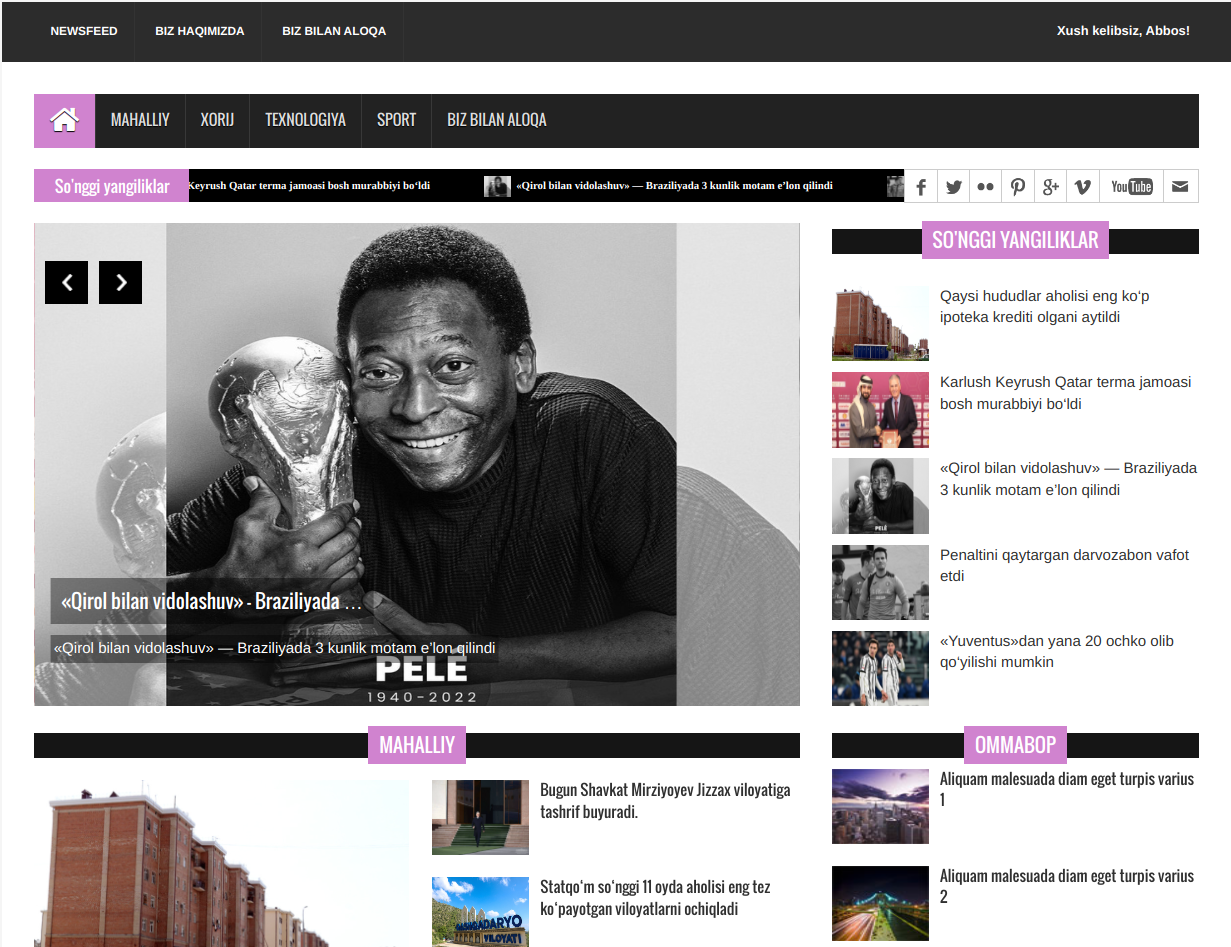 NEWSFEED BIZ HAQIMIZDA BIZ BILAN ALOQA Xush kelibsiz, Abbos!
MAHALLIY XORIJ TEXNOLOGIYA SPORT BIZ BILAN ALOQA
So'nggi yangiliklar Keyrush Qatar terma jamoasi bosh murabbiyi bo‘ldi «Qirol bilan vidolashuv» — Braziliyada 3 kunlik motam e’lon qilindi You Tube
«Qirol bilan vidolashuv» - Braziliyada …
«Qirol bilan vidolashuv» — Braziliyada 3 kunlik motam e’lon qilindi
PELÉ
1940-2022
SO'NGGI YANGILIKLAR
Qaysi hududlar aholisi eng ko‘p
ipoteka krediti olgani aytildi
Karlush Keyrush Qatar terma jamoasi
bosh murabbiyi bo‘ldi
«Qirol bilan vidolashuv» — Braziliyada
3 kunlik motam e’lon qilindi
PELÉ
Penaltini qaytargan darvozabon vafot
etdi
«Yuventus»dan yana 20 ochko olib
qo‘yilishi mumkin
MAHALLIY
Bugun Shavkat Mirziyoyev Jizzax viloyatiga
tashrif buyuradi.
Statqo‘m so‘nggi 11 oyda aholisi eng tez
ko‘payotgan viloyatlarni ochiqladi
VILOYATI
OMMABOP
Aliquam malesuada diam eget turpis varius
1
Aliquam malesuada diam eget turpis varius
2